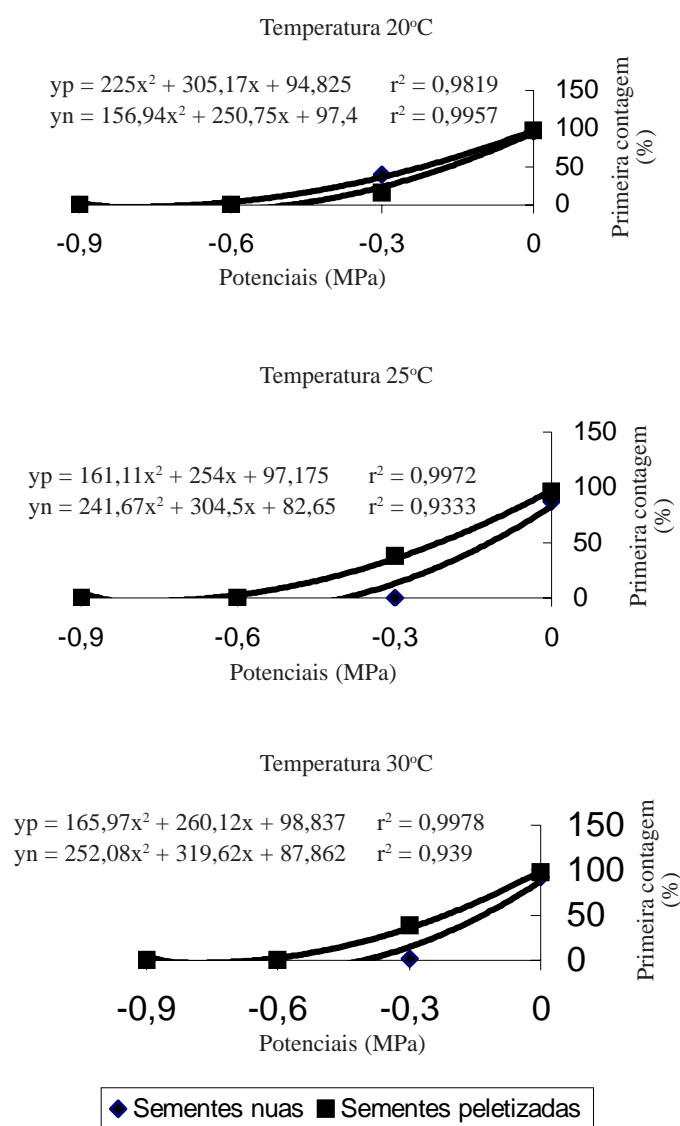 Temperatura 20°C
yp = 225x² + 305,17x + 94,825 r² = 0,9819
yn = 156,94x² + 250,75x + 97,4 r² = 0,9957
150
100
50
0
Primeira contagem
(%)
-0,9 -0,6 -0,3 0
Potenciais (MPa)
Temperatura 25°C
yp = 161,11x² + 254x + 97,175 r² = 0,9972
yn = 241,67x² + 304,5x + 82,65 r² = 0,9333
150
100
50
0
Primeira contagem
(%)
-0,9 -0,6 -0,3 0
Potenciais (MPa)
Temperatura 30°C
yp = 165,97x² + 260,12x + 98,837 r² = 0,9978
yn = 252,08x² + 319,62x + 87,862 r² = 0,939
150
100
50
0
Primeira contagem
(%)
-0,9 -0,6 -0,3 0
Potenciais (MPa)
Sementes nuas Sementes peletizadas